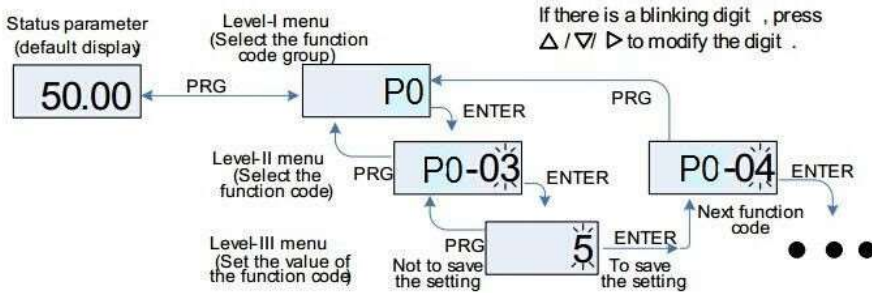 Status parameter
(default display)
50.00
PRG
Level-I menu
(Select the function
code group)
P0
ENTER
If there is a blinking digit , press
△ / ▽/ ▷ to modify the digit .
PRG
Level-II menu
(Select the
function code)
PRG
P0-03
ENTER
P0-04
ENTER
Next function
code
Level-III menu
(Set the value of
the function code)
PRG
Not to save
the setting
5
ENTER
To save
the setting